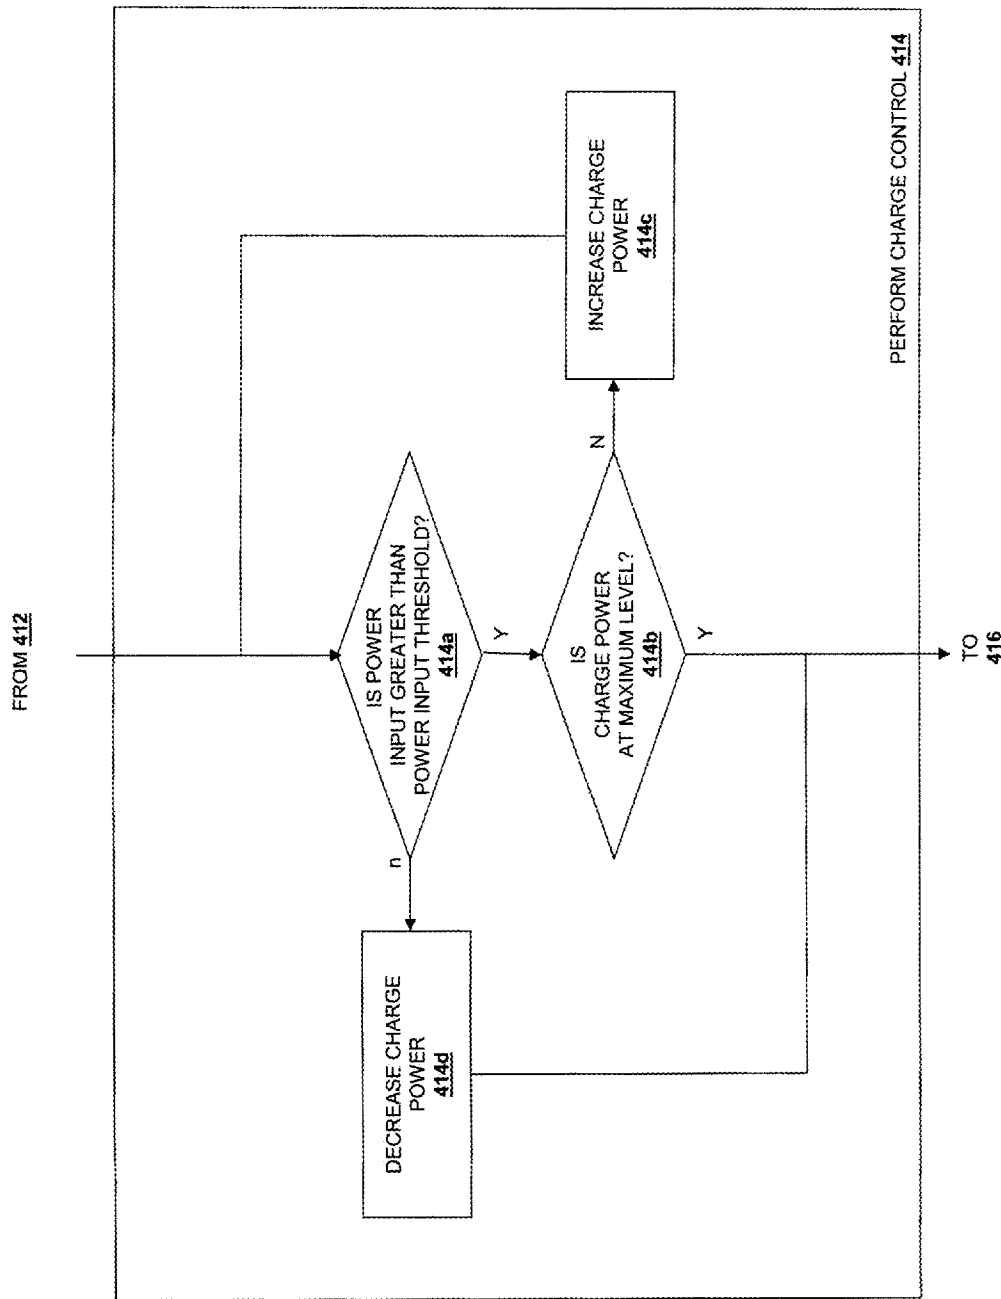 FROM 412
IS POWER
INPUT GREATER THAN
POWER INPUT THRESHOLD?
414a
n
Y
DECREASE CHARGE
POWER
414d
IS
CHARGE POWER
AT MAXIMUM LEVEL?
414b
N
Y
INCREASE CHARGE
POWER
414c
PERFORM CHARGE CONTROL 414
TO
416